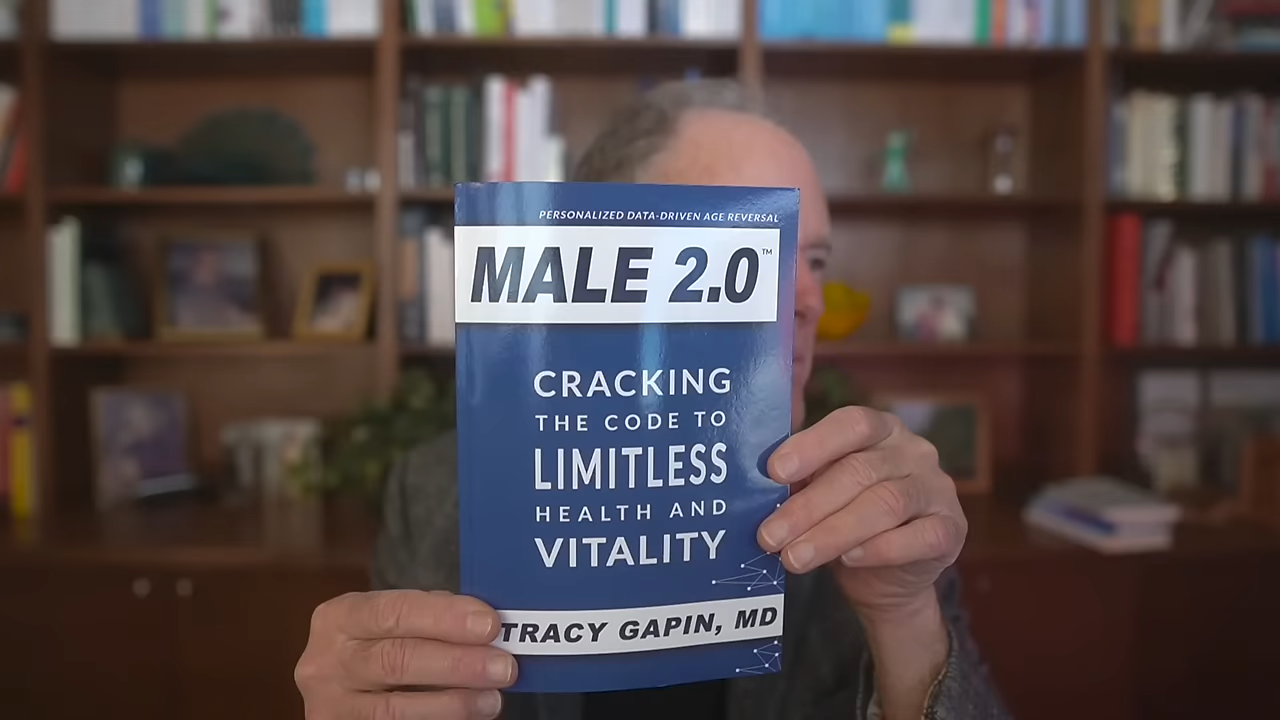 PERSONALIZED DATA-DRIVEN AGE REVERSAL
MALE 2.0™
CRACKING
THE CODE TO
LIMITLESS
HEALTH AND
VITALITY
TRACY GAPIN, MD